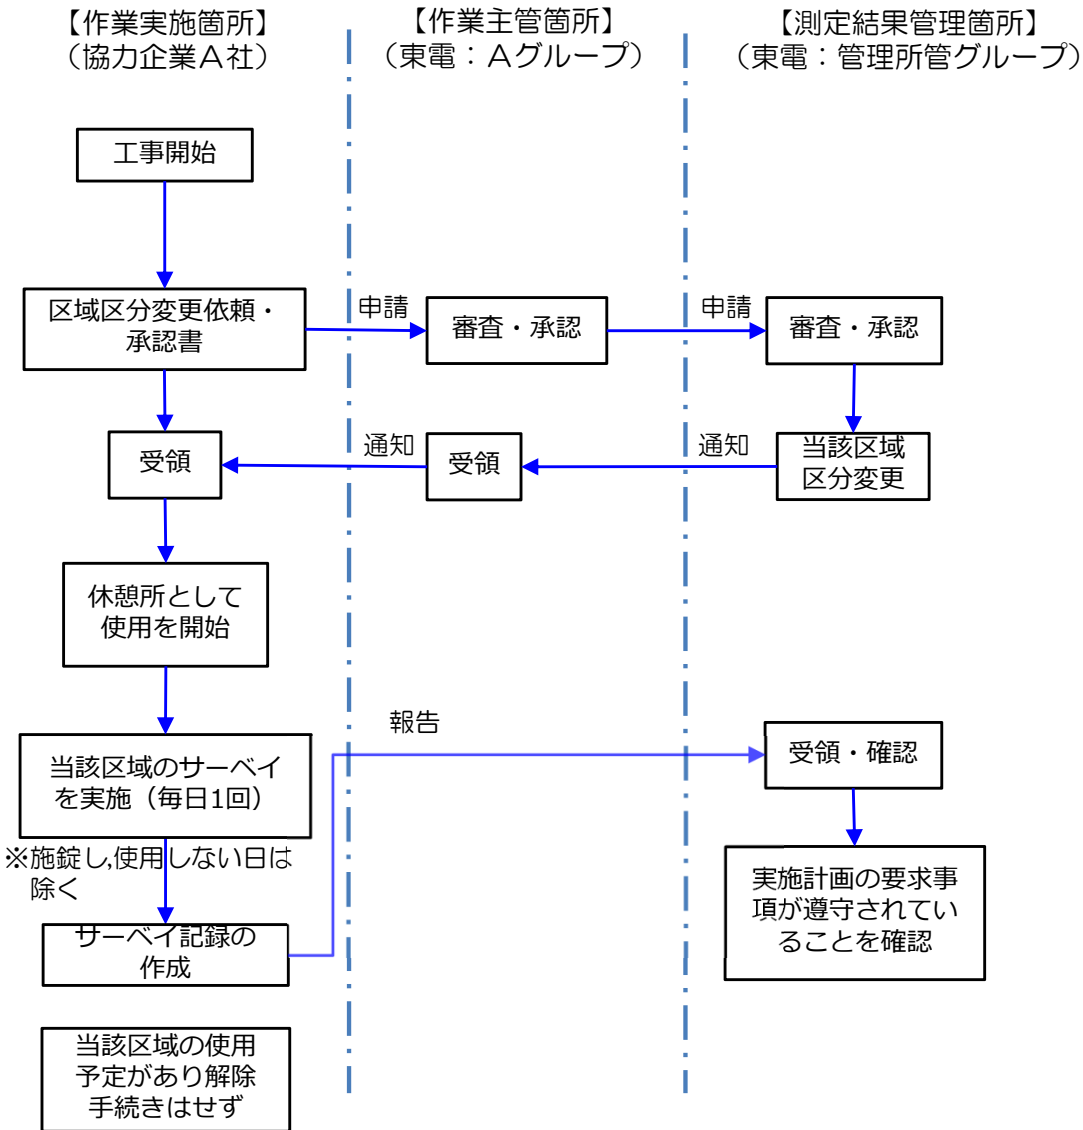 【作業実施箇所】
（協力企業A社）
【作業主管箇所】
（東電：Aグループ）
【測定結果管理箇所】
（東電：管理所管グループ）
工事開始
区域区分変更依頼・
承認書
申請
審査・承認
申請
審査・承認
受領
通知
受領
通知
当該区域
区分変更
休憩所として
使用を開始
報告
当該区域のサーベイ
を実施（毎日1回）
受領・確認
※施錠し,使用しない日は
除く
実施計画の要求事
項が遵守されてい
ることを確認
サーベイ記録の
作成
当該区域の使用
予定があり解除
手続きはせず